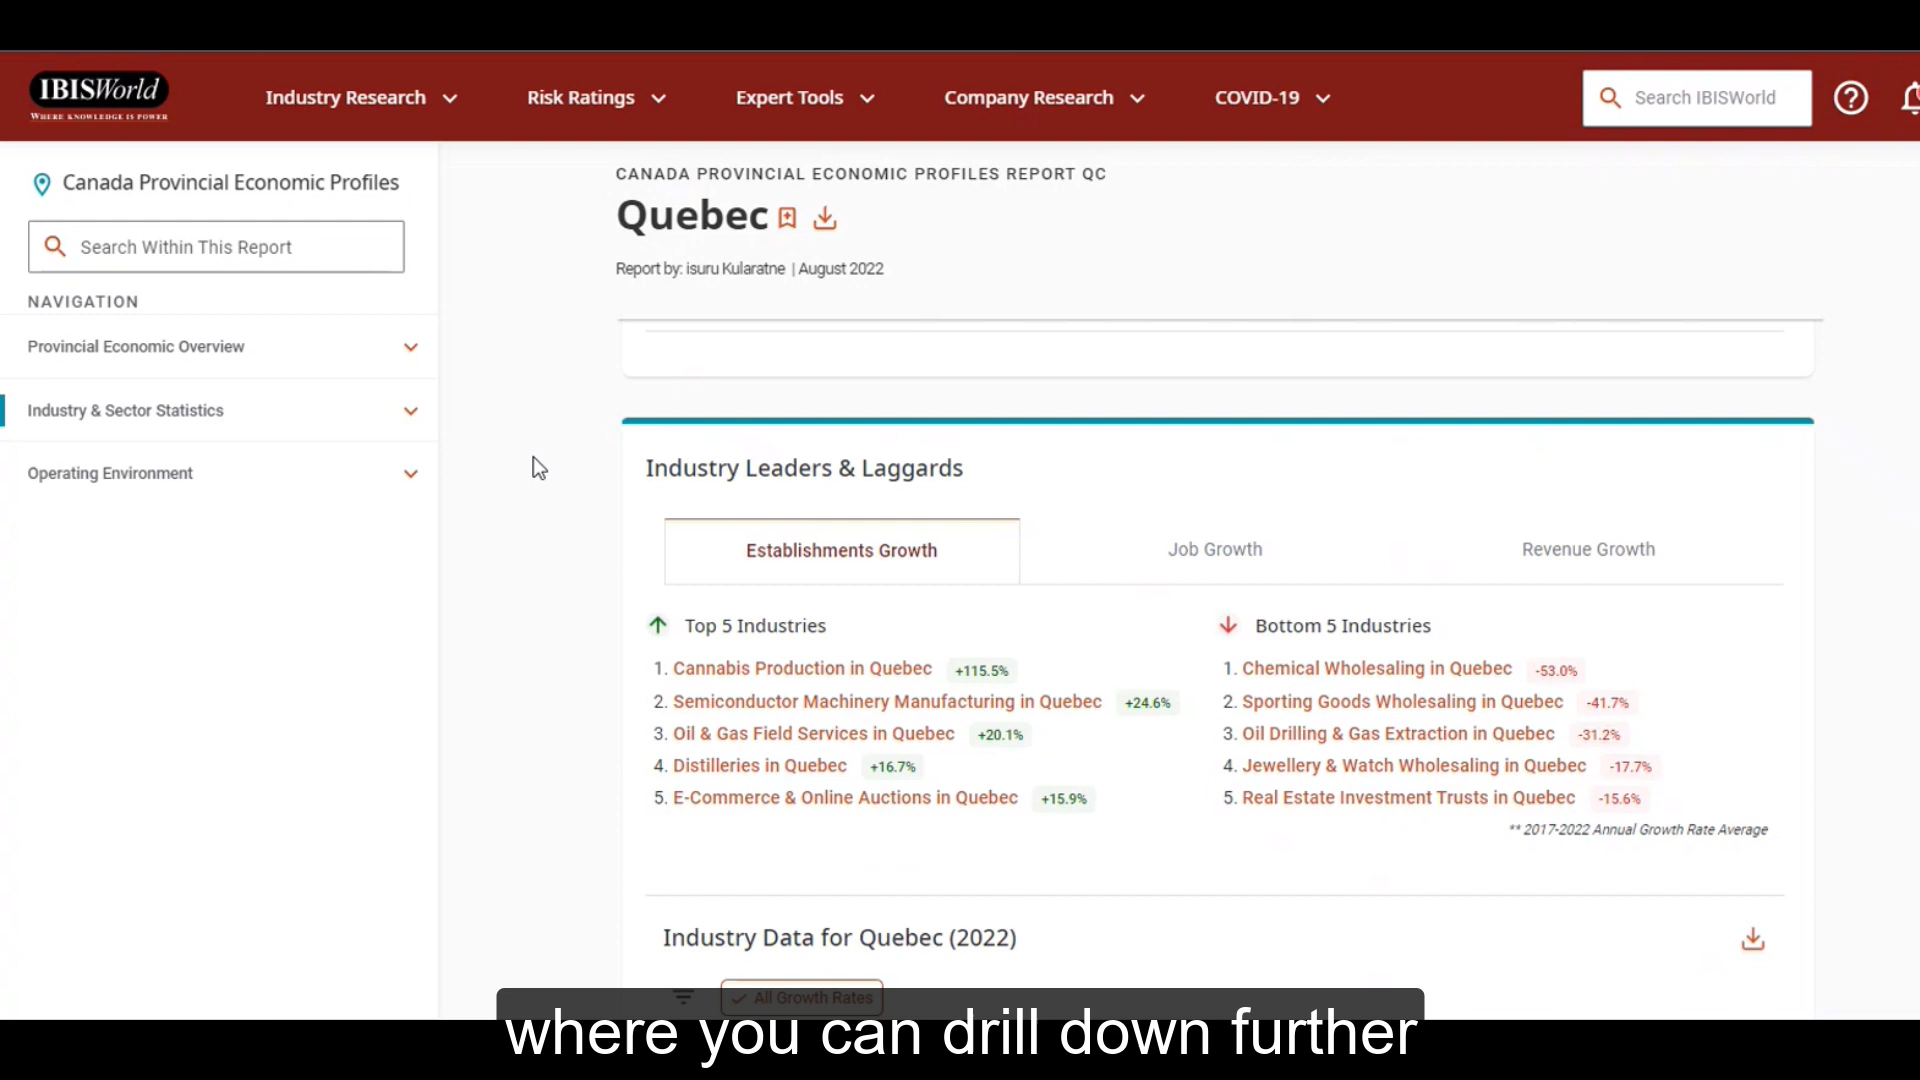 IBISWorld
WHERE KNOWLEDGE IS POWER
Industry Research
Risk Ratings
Expert Tools
Company Research
COVID-19
Search IBISWorld
Canada Provincial Economic Profiles
Search Within This Report
NAVIGATION
Provincial Economic Overview
Industry & Sector Statistics
Operating Environment
CANADA PROVINCIAL ECONOMIC PROFILES REPORT QC
Quebec
Report by: isuru Kularatne | August 2022
Industry Leaders & Laggards
Establishments Growth
Job Growth
Revenue Growth
Top 5 Industries
1. Cannabis Production in Quebec +115.5%
2. Semiconductor Machinery Manufacturing in Quebec +24.6%
3. Oil & Gas Field Services in Quebec +20.1%
4. Distilleries in Quebec +16.7%
5. E-Commerce & Online Auctions in Quebec +15.9%
Bottom 5 Industries
1. Chemical Wholesaling in Quebec -53.0%
2. Sporting Goods Wholesaling in Quebec -41.7%
3. Oil Drilling & Gas Extraction in Quebec -31.2%
4. Jewellery & Watch Wholesaling in Quebec -17.7%
5. Real Estate Investment Trusts in Quebec -15.6%
** 2017-2022 Annual Growth Rate Average
Industry Data for Quebec (2022)
All Growth Rates
where you can drill down further